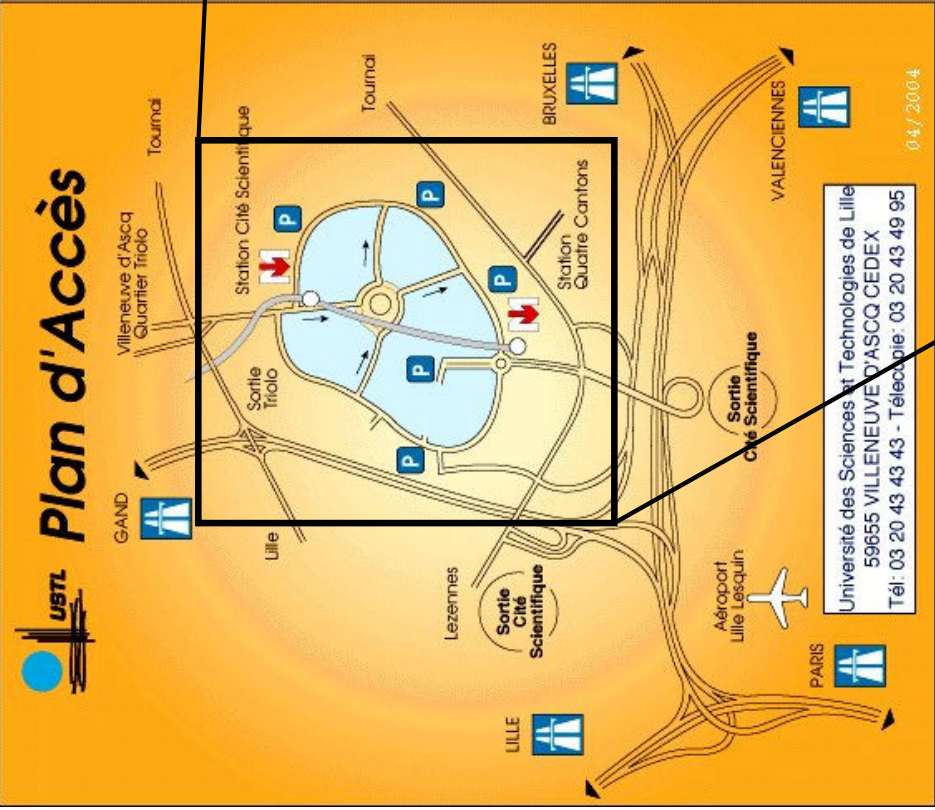 USTL
Plan d'Accès
GAND
Villeneuve d'Ascq
Quartier Triolo
Tournai
Lille
Sortie
Triolo
Station Cité Scientifique
P
Tournai
P
P
P
P
Station
Quatre Cantons
BRUXELLES
Lezennes
Sortie
Cité
Scientifique
LILLE
Sortie
Cité Scientifique
VALENCIENNES
Aéroport
Lille Lesquin
PARIS
Université des Sciences et Technologies de Lille
59655 VILLENEUVE D'ASCQ CEDEX
Tél: 03 20 43 43 43 - Télécopie: 03 20 43 49 95
04/2004